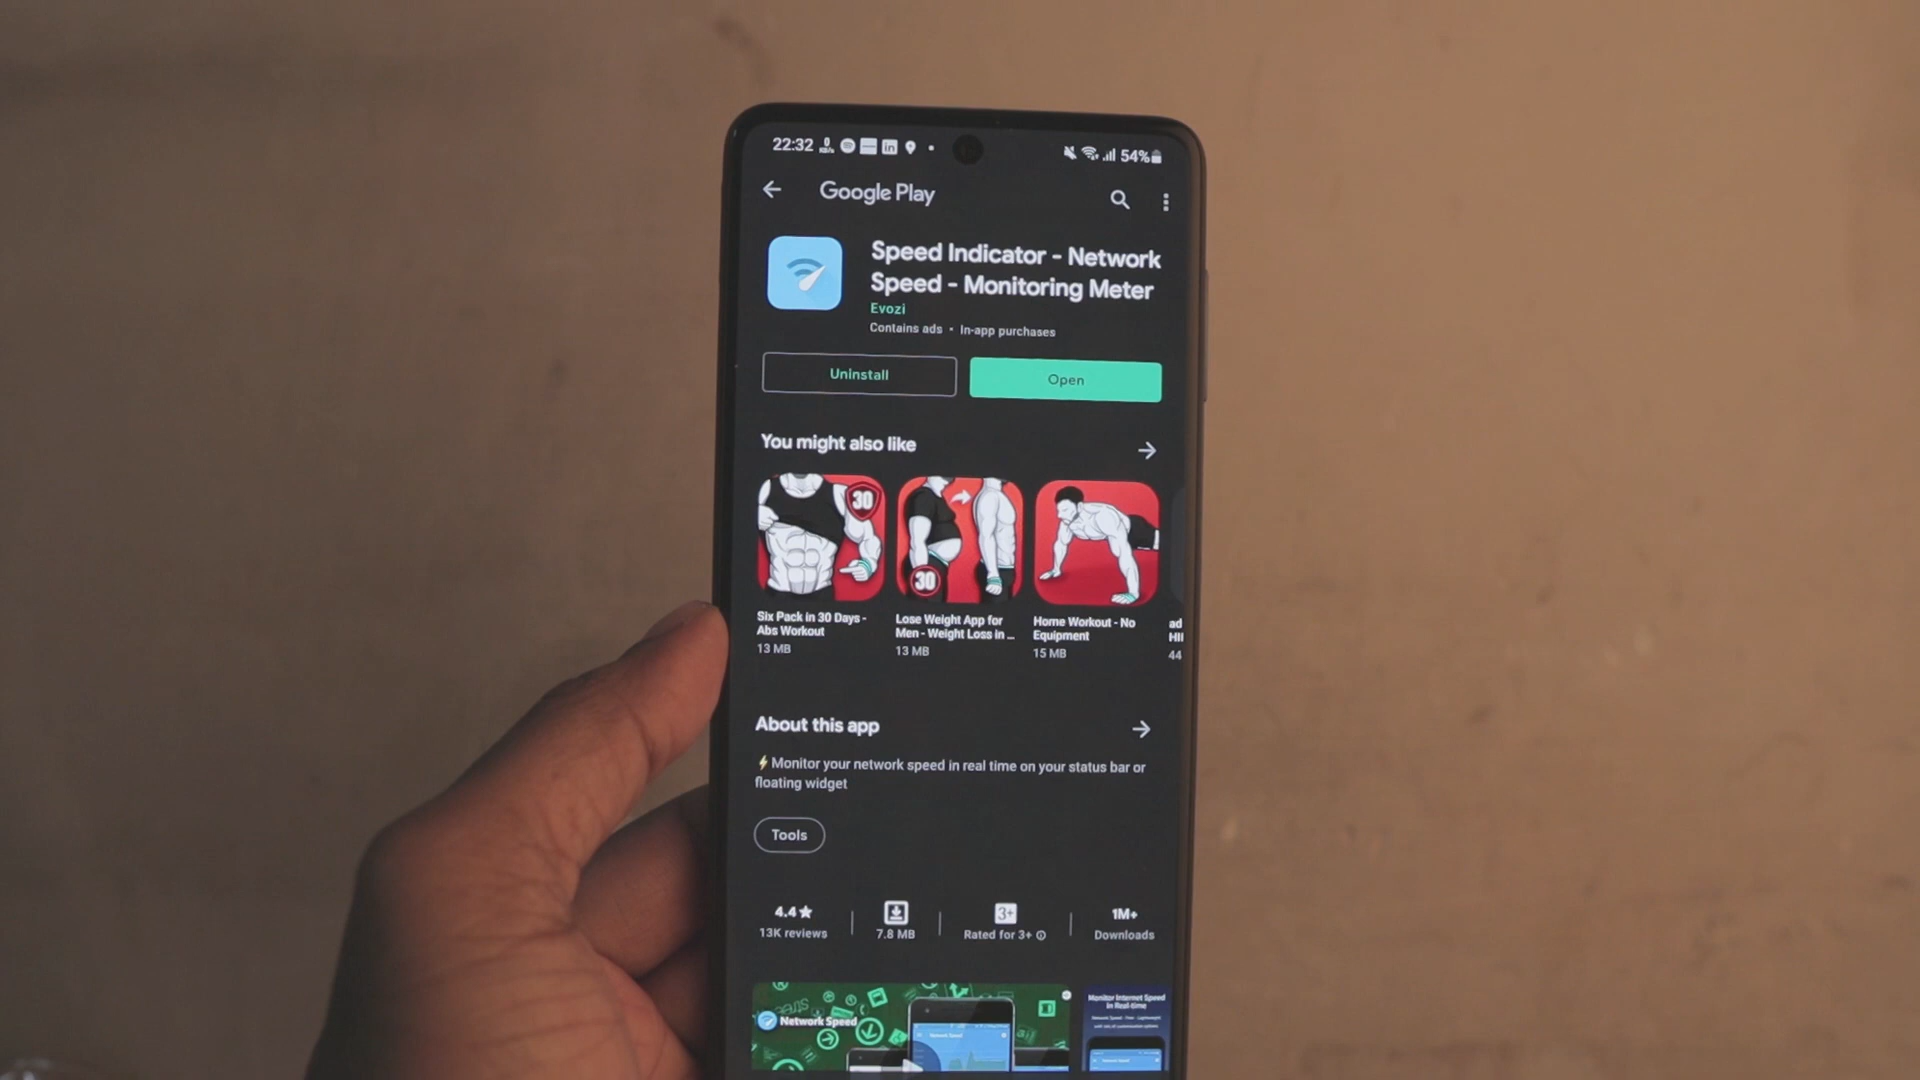 22:32
54%
Google Play
Speed Indicator - Network
Speed - Monitoring Meter
Evozi
Contains ads • In-app purchases
Uninstall
Open
You might also like
30
30
Six Pack in 30 Days -
Abs Workout
13 MB
Lose Weight App for
Men - Weight Loss in ...
13 MB
Home Workout - No
Equipment
15 MB
ad
HII
44
About this app
⚡Monitor your network speed in real time on your status bar or
floating widget
Tools
4.4★
13K reviews
7.8 MB
3+
Rated for 3+
1M+
Downloads
Network Speed
Monitor Internet Speed
in Real-time